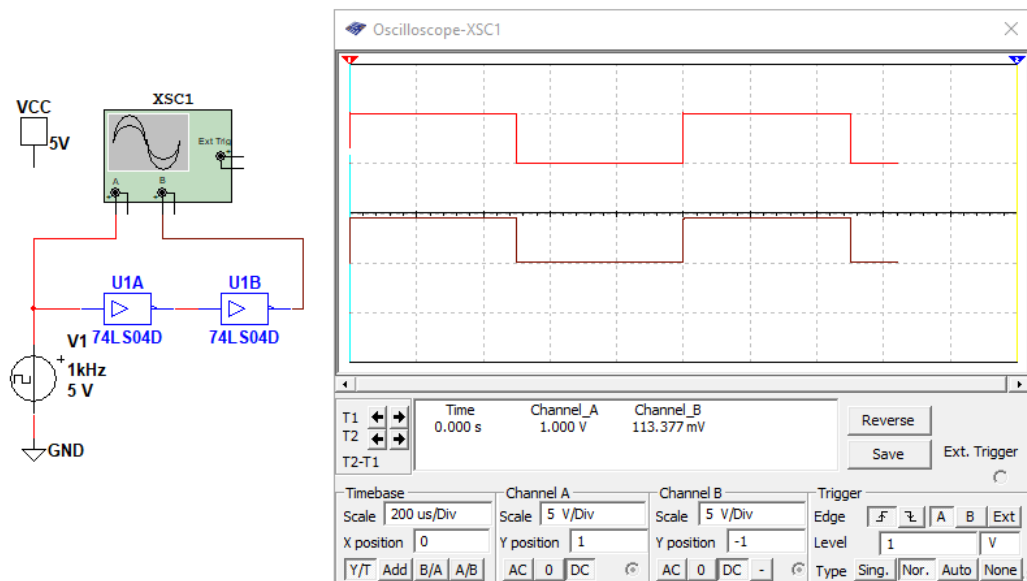 Oscilloscope-XSC1
VCC
5V
XSC1
Ext Trig
+
A
B
+
+
U1A
U1B
74LS04D
74LS04D
V1
+
1kHz
5 V
GND
1
2
T1
T2
T2-T1
Time Channel_A Channel_B
0.000 s 1.000 V 113.377 mV
Reverse
Save
Ext. Trigger
Timebase
Scale 200 us/Div
X position 0
Y/T Add B/A A/B
Channel A
Scale 5 V/Div
Y position 1
AC 0 DC
Channel B
Scale 5 V/Div
Y position -1
AC 0 DC -
Trigger
Edge A B Ext
Level 1 V
Type Sing. Nor. Auto None